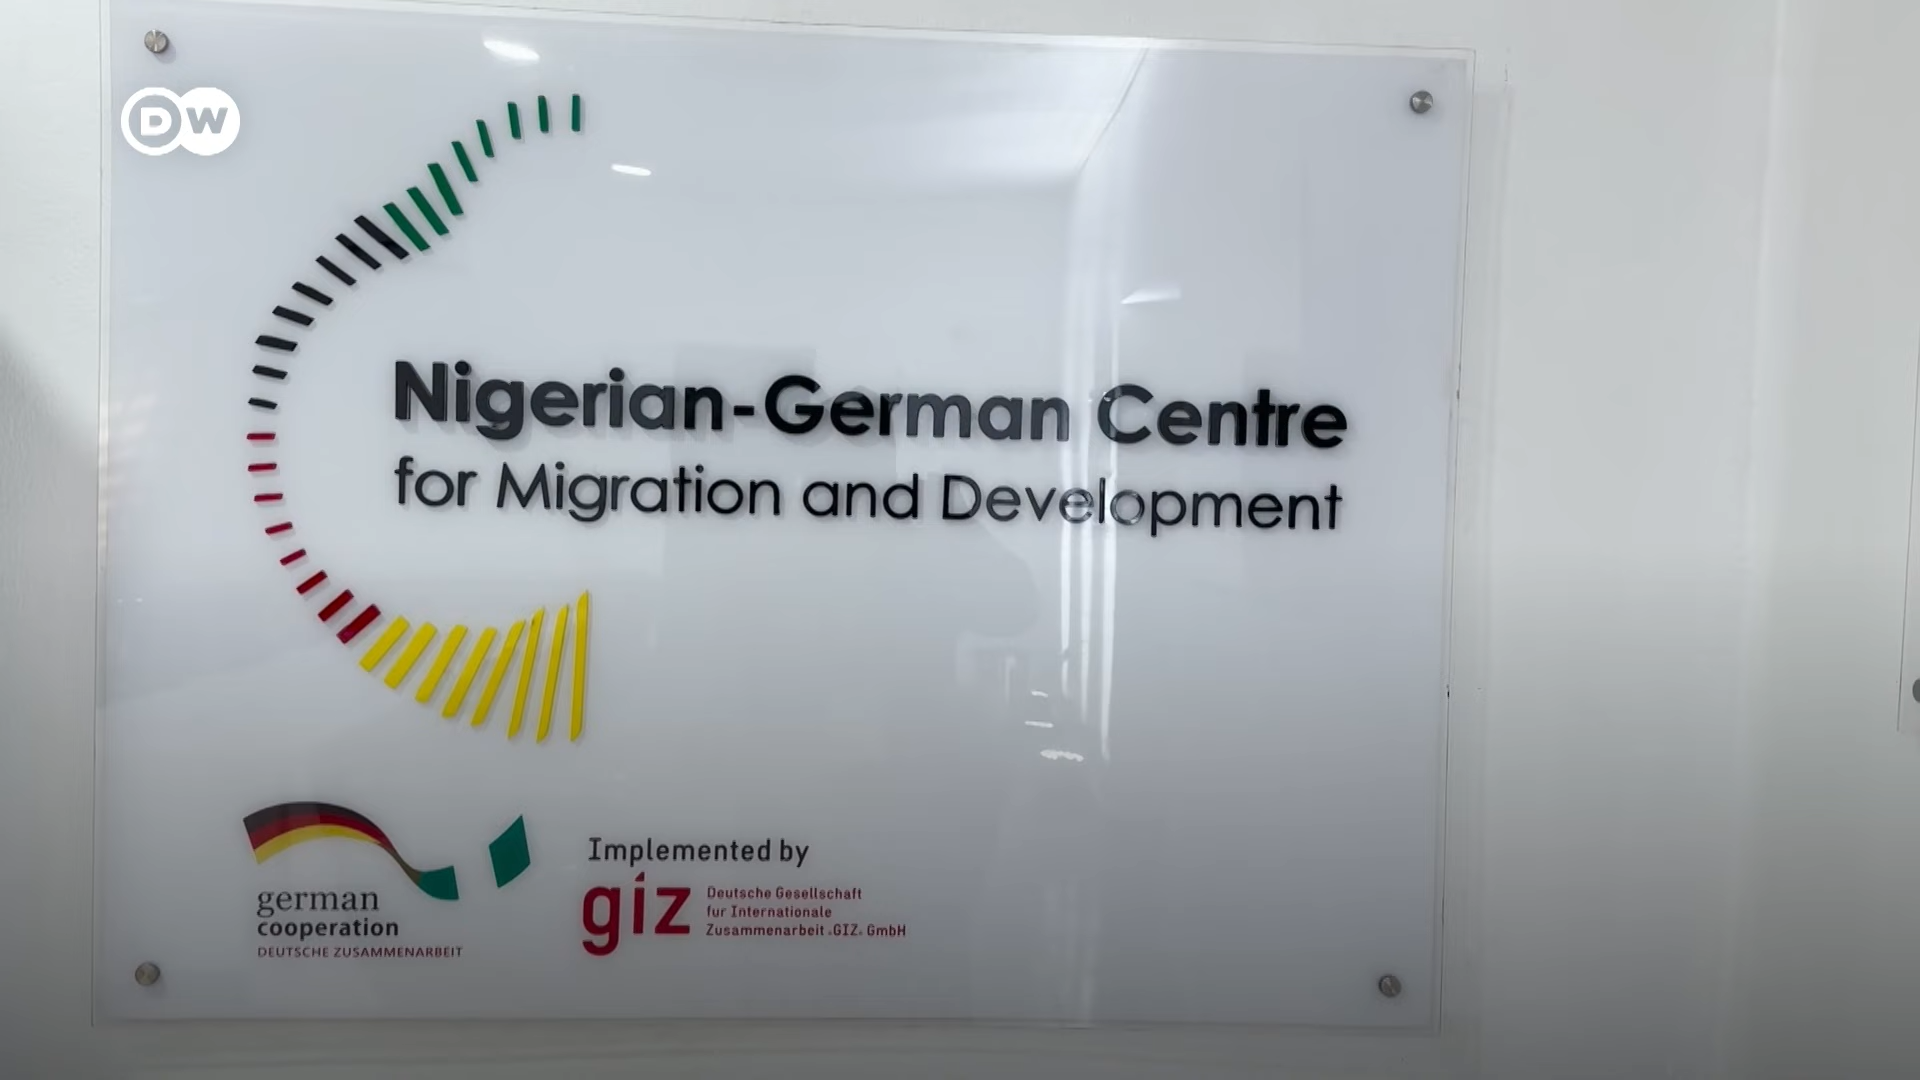 DW
Nigerian-German Centre
for Migration and Development
german
cooperation
DEUTSCHE ZUSAMMENARBEIT
Implemented by
giz
Deutsche Gesellschaft
fur Internationale
Zusammenarbeit (GIZ) GmbH